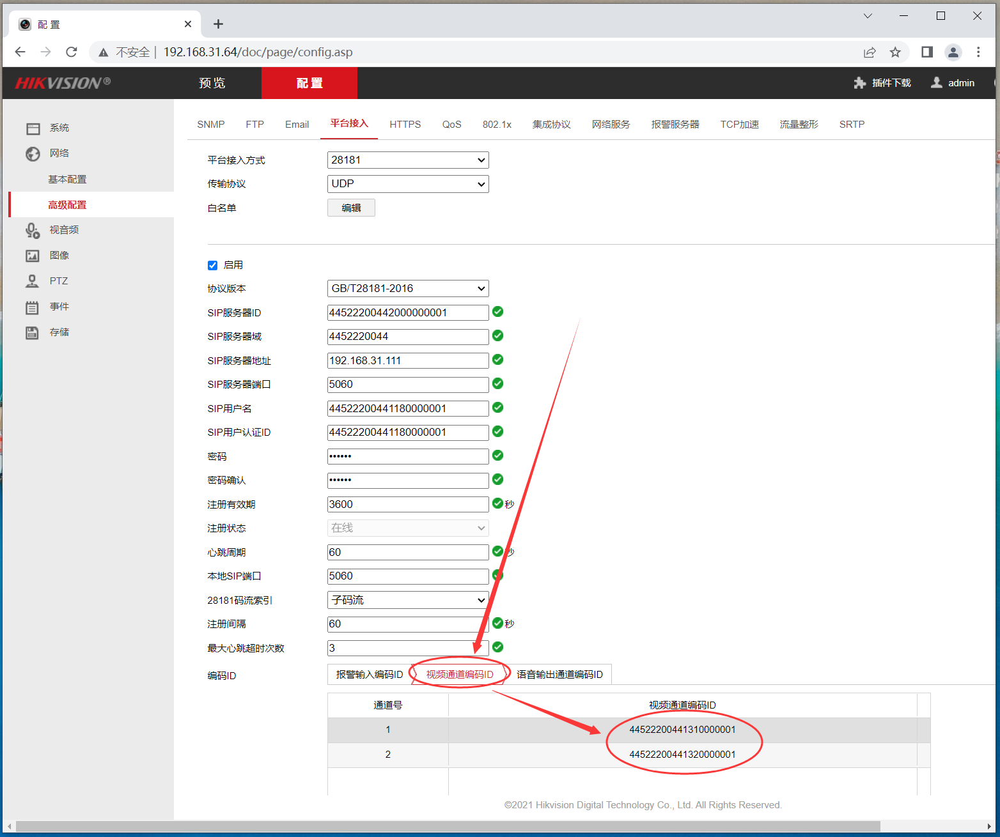 配 置
不安全 192.168.31.64/doc/page/config.asp
HIKVISION® 预 览 配 置 插件下载 admin
系统
网络
基本配置
高级配置
视音频
图像
PTZ
事件
存储
SNMP FTP Email 平台接入 HTTPS QoS 802.1x 集成协议 网络服务 报警服务器 TCP加速 流量整形 SRTP
平台接入方式 28181
传输协议 UDP
白名单 编辑
启用
协议版本 GB/T28181-2016
SIP服务器ID 44522200442000000001
SIP服务器域 4452220044
SIP服务器地址 192.168.31.111
SIP服务器端口 5060
SIP用户名 44522200441180000001
SIP用户认证ID 44522200441180000001
密码 ••••••
密码确认 ••••••
注册有效期 3600 秒
注册状态 在线
心跳周期 60 秒
本地SIP端口 5060
28181码流索引 子码流
注册间隔 60 秒
最大心跳超时次数 3
编码ID 报警输入编码ID 视频通道编码ID 语音输出通道编码ID
通道号 视频通道编码ID
1 44522200441310000001
2 44522200441320000001
©2021 Hikvision Digital Technology Co., Ltd. All Rights Reserved.